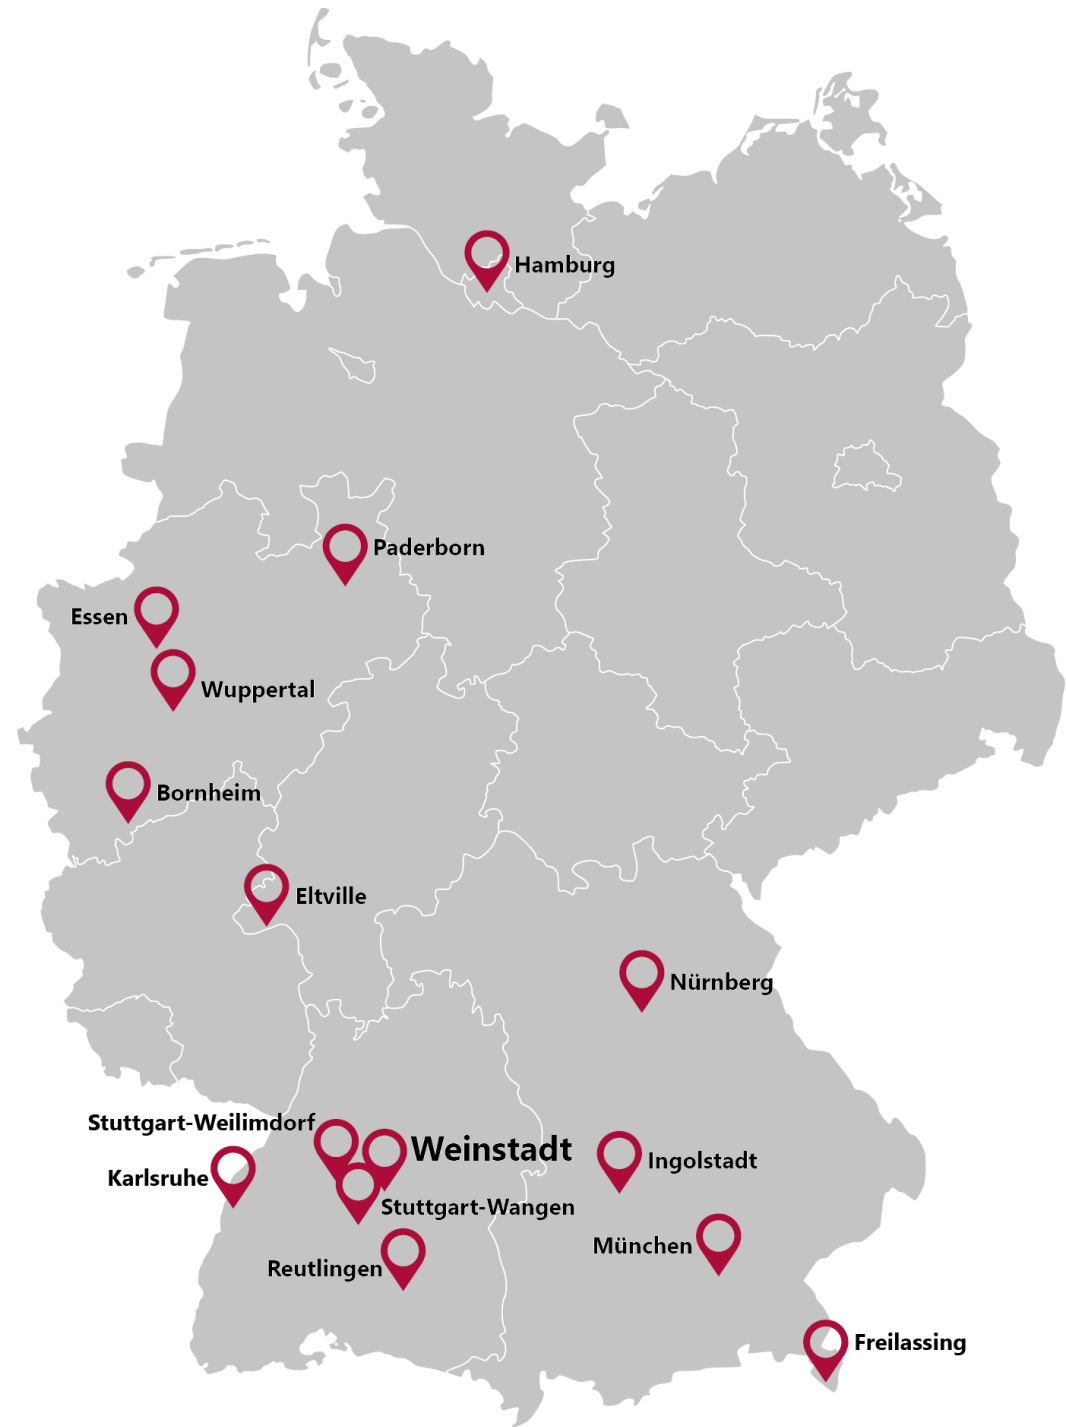 Hamburg
Paderborn
Essen
Wuppertal
Bornheim
Eltville
Nürnberg
Stuttgart-Weilimdorf
Weinstadt
Ingolstadt
Karlsruhe
Stuttgart-Wangen
München
Reutlingen
Freilassing